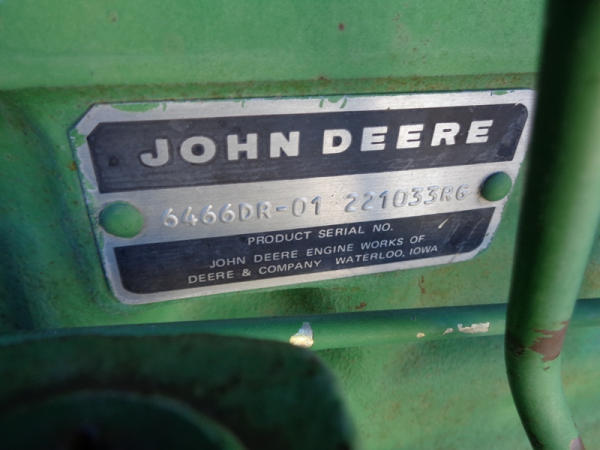 JOHN DEERE
6466DR-01 221033RG
PRODUCT SERIAL NO.
JOHN DEERE ENGINE WORKS OF
DEERE & COMPANY WATERLOO, IOWA